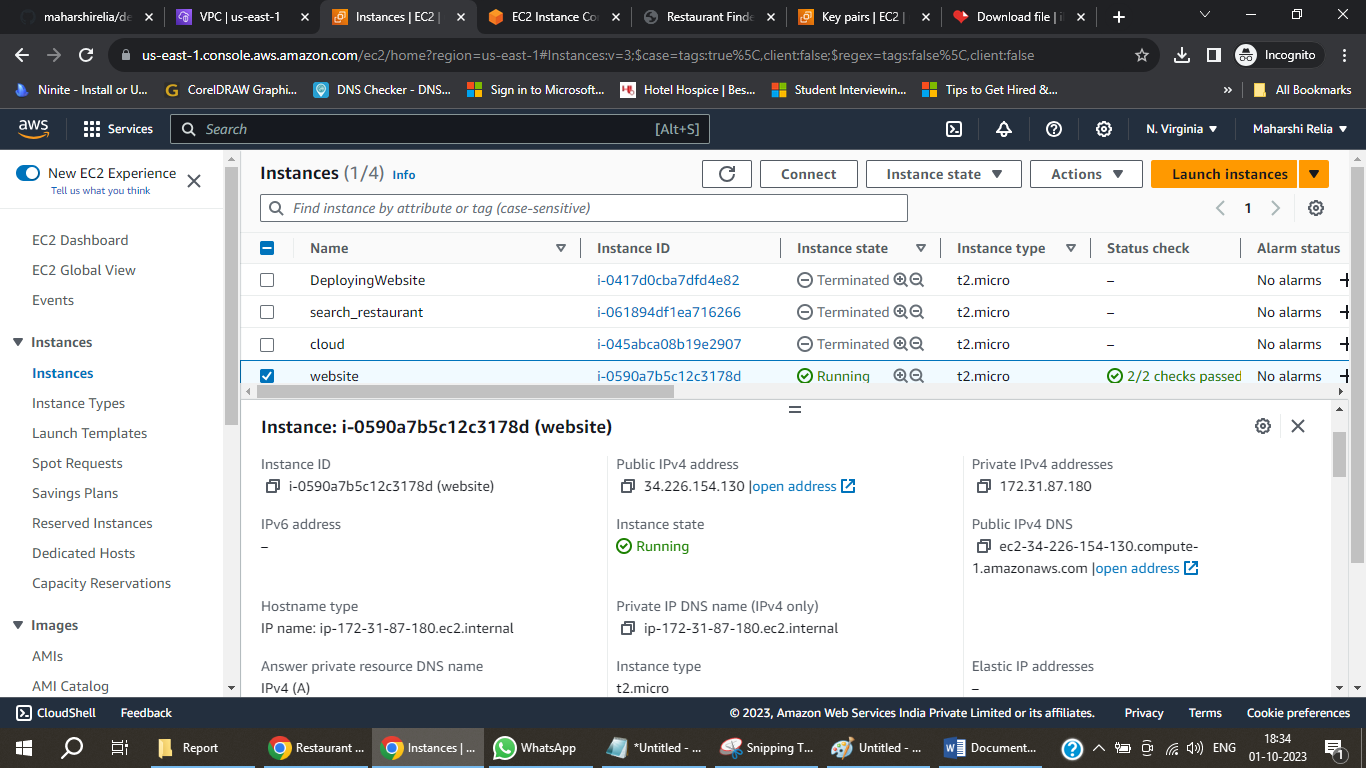 maharshirelia/de
VPC | us-east-1
Instances | EC2 |
EC2 Instance Co
Restaurant Finde
Key pairs | EC2 |
Download file | i
us-east-1.console.aws.amazon.com/ec2/home?region=us-east-1#Instances:v=3;$case=tags:true%5C,client:false;$regex=tags:false%5C,client:false
Incognito
Ninite - Install or U...
CorelDRAW Graphi...
DNS Checker - DNS...
Sign in to Microsoft...
Hotel Hospice | Bes...
Student Interviewin...
Tips to Get Hired &...
»
All Bookmarks
aws
Services
Search
[Alt+S]
N. Virginia
Maharshi Relia
New EC2 Experience
Tell us what you think
EC2 Dashboard
EC2 Global View
Events
Instances
Instances
Instance Types
Launch Templates
Spot Requests
Savings Plans
Reserved Instances
Dedicated Hosts
Capacity Reservations
Images
AMIs
AMI Catalog
Instances (1/4) Info
Connect
Instance state
Actions
Launch instances
Find instance by attribute or tag (case-sensitive)
1
Name Instance ID Instance state Instance type Status check Alarm status
DeployingWebsite i-0417d0cba7dfd4e82 Terminated t2.micro – No alarms
search_restaurant i-061894df1ea716266 Terminated t2.micro – No alarms
cloud i-045abca08b19e2907 Terminated t2.micro – No alarms
website i-0590a7b5c12c3178d Running t2.micro 2/2 checks passed No alarms
Instance: i-0590a7b5c12c3178d (website)
Instance ID
i-0590a7b5c12c3178d (website)
Public IPv4 address
34.226.154.130 |open address
Private IPv4 addresses
172.31.87.180
IPv6 address
–
Instance state
Running
Public IPv4 DNS
ec2-34-226-154-130.compute-
1.amazonaws.com |open address
Hostname type
IP name: ip-172-31-87-180.ec2.internal
Private IP DNS name (IPv4 only)
ip-172-31-87-180.ec2.internal
Answer private resource DNS name
IPv4 (A)
Instance type
t2.micro
Elastic IP addresses
–
CloudShell
Feedback
© 2023, Amazon Web Services India Private Limited or its affiliates.
Privacy
Terms
Cookie preferences
Report
Restaurant ...
Instances | ...
WhatsApp
*Untitled - ...
Snipping T...
Untitled - ...
Document...
ENG
18:34
01-10-2023
1